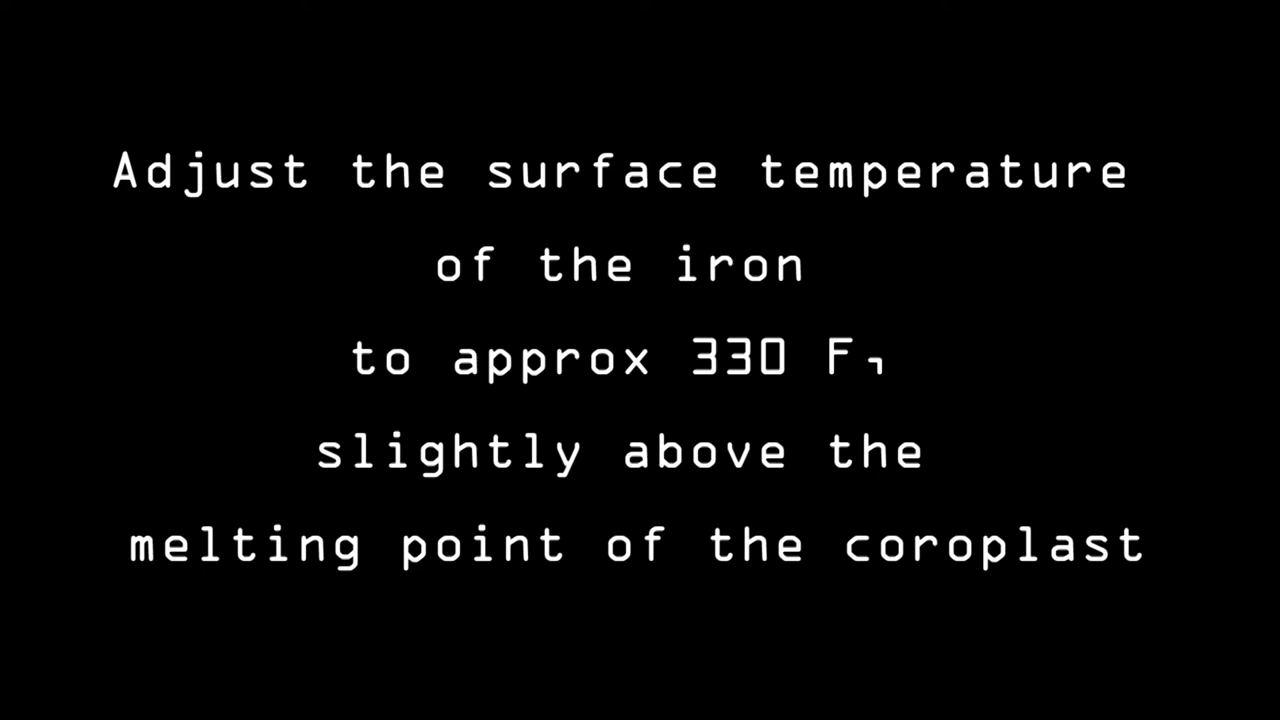 Adjust the surface temperature
of the iron
to approx 330 F,
slightly above the
melting point of the coroplast